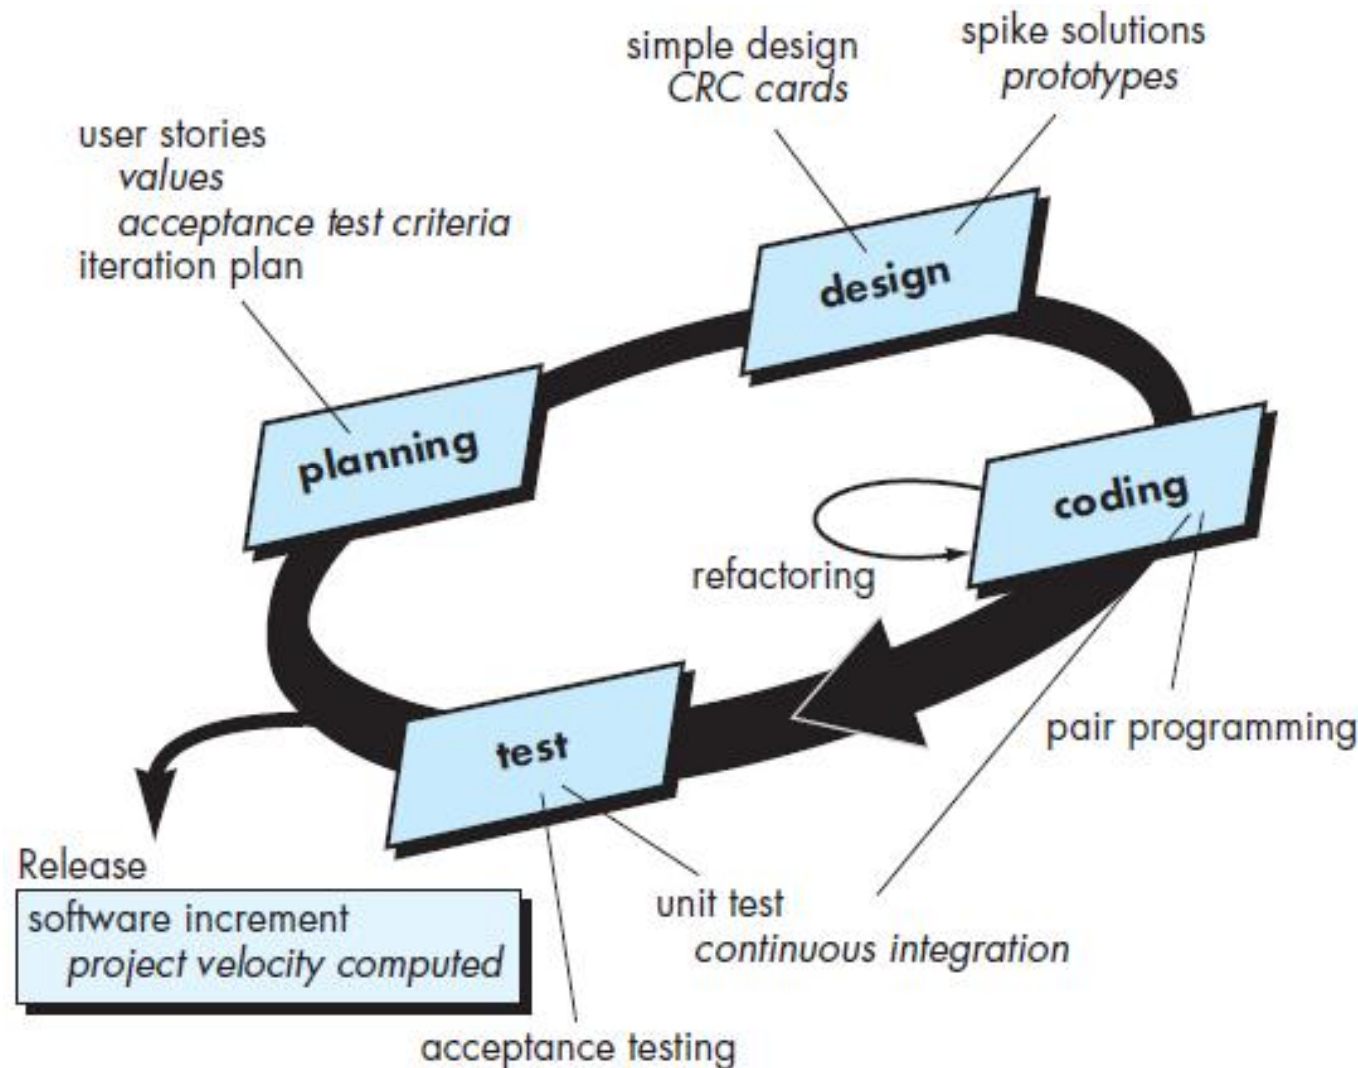 simple design
CRC cards
spike solutions
prototypes
user stories
values
acceptance test criteria
iteration plan
design
planning
coding
refactoring
test
pair programming
Release
software increment
project velocity computed
unit test
continuous integration
acceptance testing